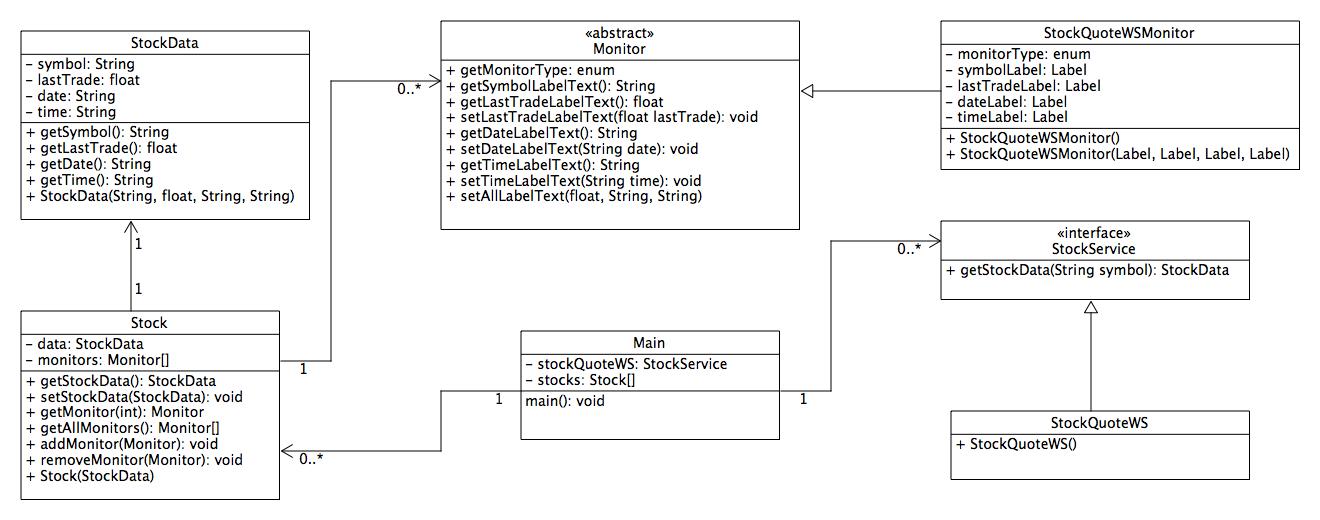 StockData
- symbol: String
- lastTrade: float
- date: String
- time: String
+ getSymbol(): String
+ getLastTrade(): float
+ getDate(): String
+ getTime(): String
+ StockData(String, float, String, String)
«abstract»
Monitor
+ getMonitorType: enum
+ getSymbolLabelText(): String
+ getLastTradeLabelText(): float
+ setLastTradeLabelText(float lastTrade): void
+ getDateLabelText(): String
+ setDateLabelText(String date): void
+ getTimeLabelText(): String
+ setTimeLabelText(String time): void
+ setAllLabelText(float, String, String)
0..*
StockQuoteWSMonitor
- monitorType: enum
- symbolLabel: Label
- lastTradeLabel: Label
- dateLabel: Label
- timeLabel: Label
+ StockQuoteWSMonitor()
+ StockQuoteWSMonitor(Label, Label, Label, Label)
1
1
«interface»
StockService
+ getStockData(String symbol): StockData
0..*
Stock
- data: StockData
- monitors: Monitor[]
+ getStockData(): StockData
+ setStockData(StockData): void
+ getMonitor(int): Monitor
+ getAllMonitors(): Monitor[]
+ addMonitor(Monitor): void
+ removeMonitor(Monitor): void
+ Stock(StockData)
1
0..*
Main
- stockQuoteWS: StockService
- stocks: Stock[]
main(): void
1
1
StockQuoteWS
+ StockQuoteWS()